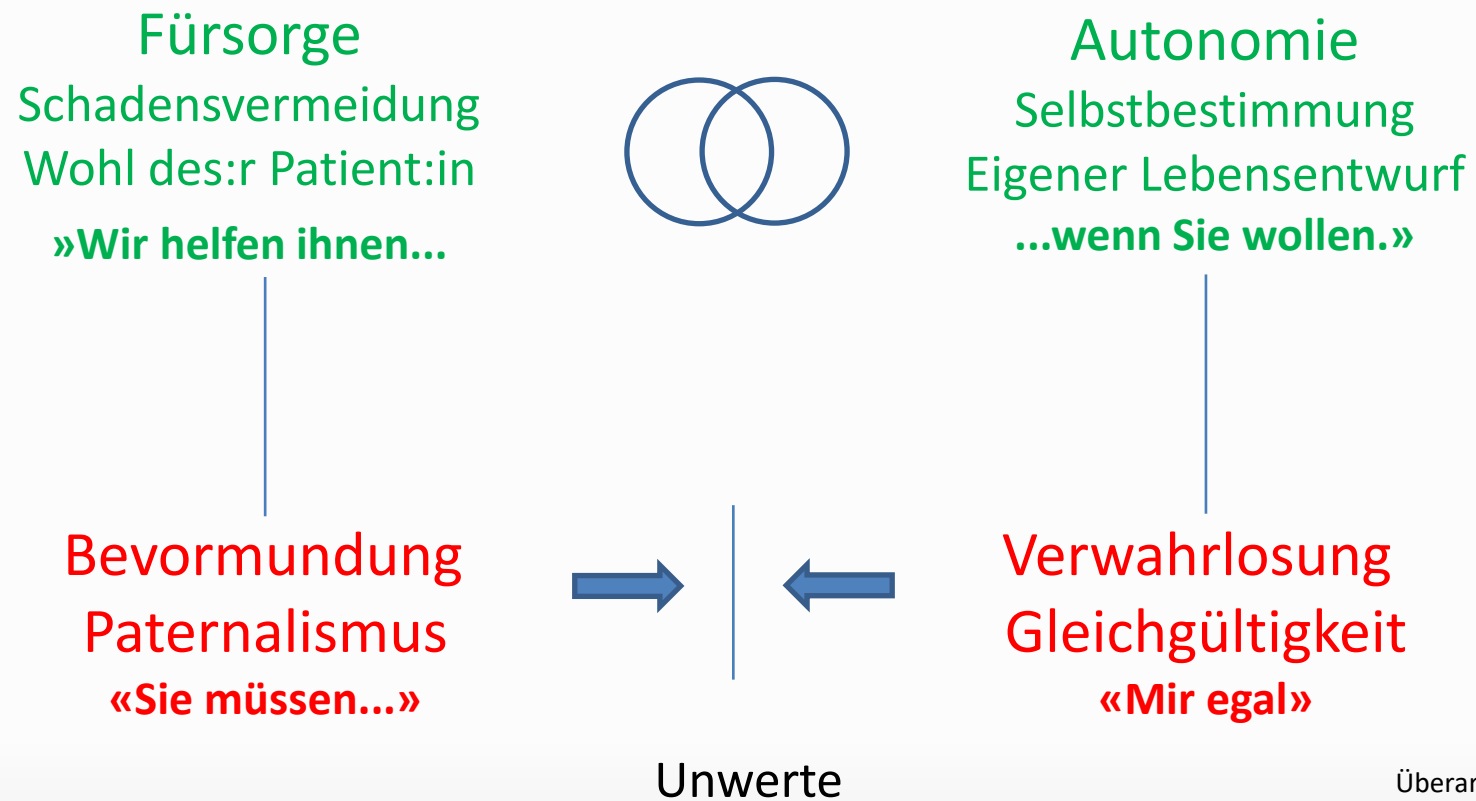 Fürsorge
Schadensvermeidung
Wohl des:r Patient:in
»Wir helfen ihnen...
Autonomie
Selbstbestimmung
Eigener Lebensentwurf
...wenn Sie wollen.»
Bevormundung
Paternalismus
«Sie müssen...»
Verwahrlosung
Gleichgültigkeit
«Mir egal»
Unwerte